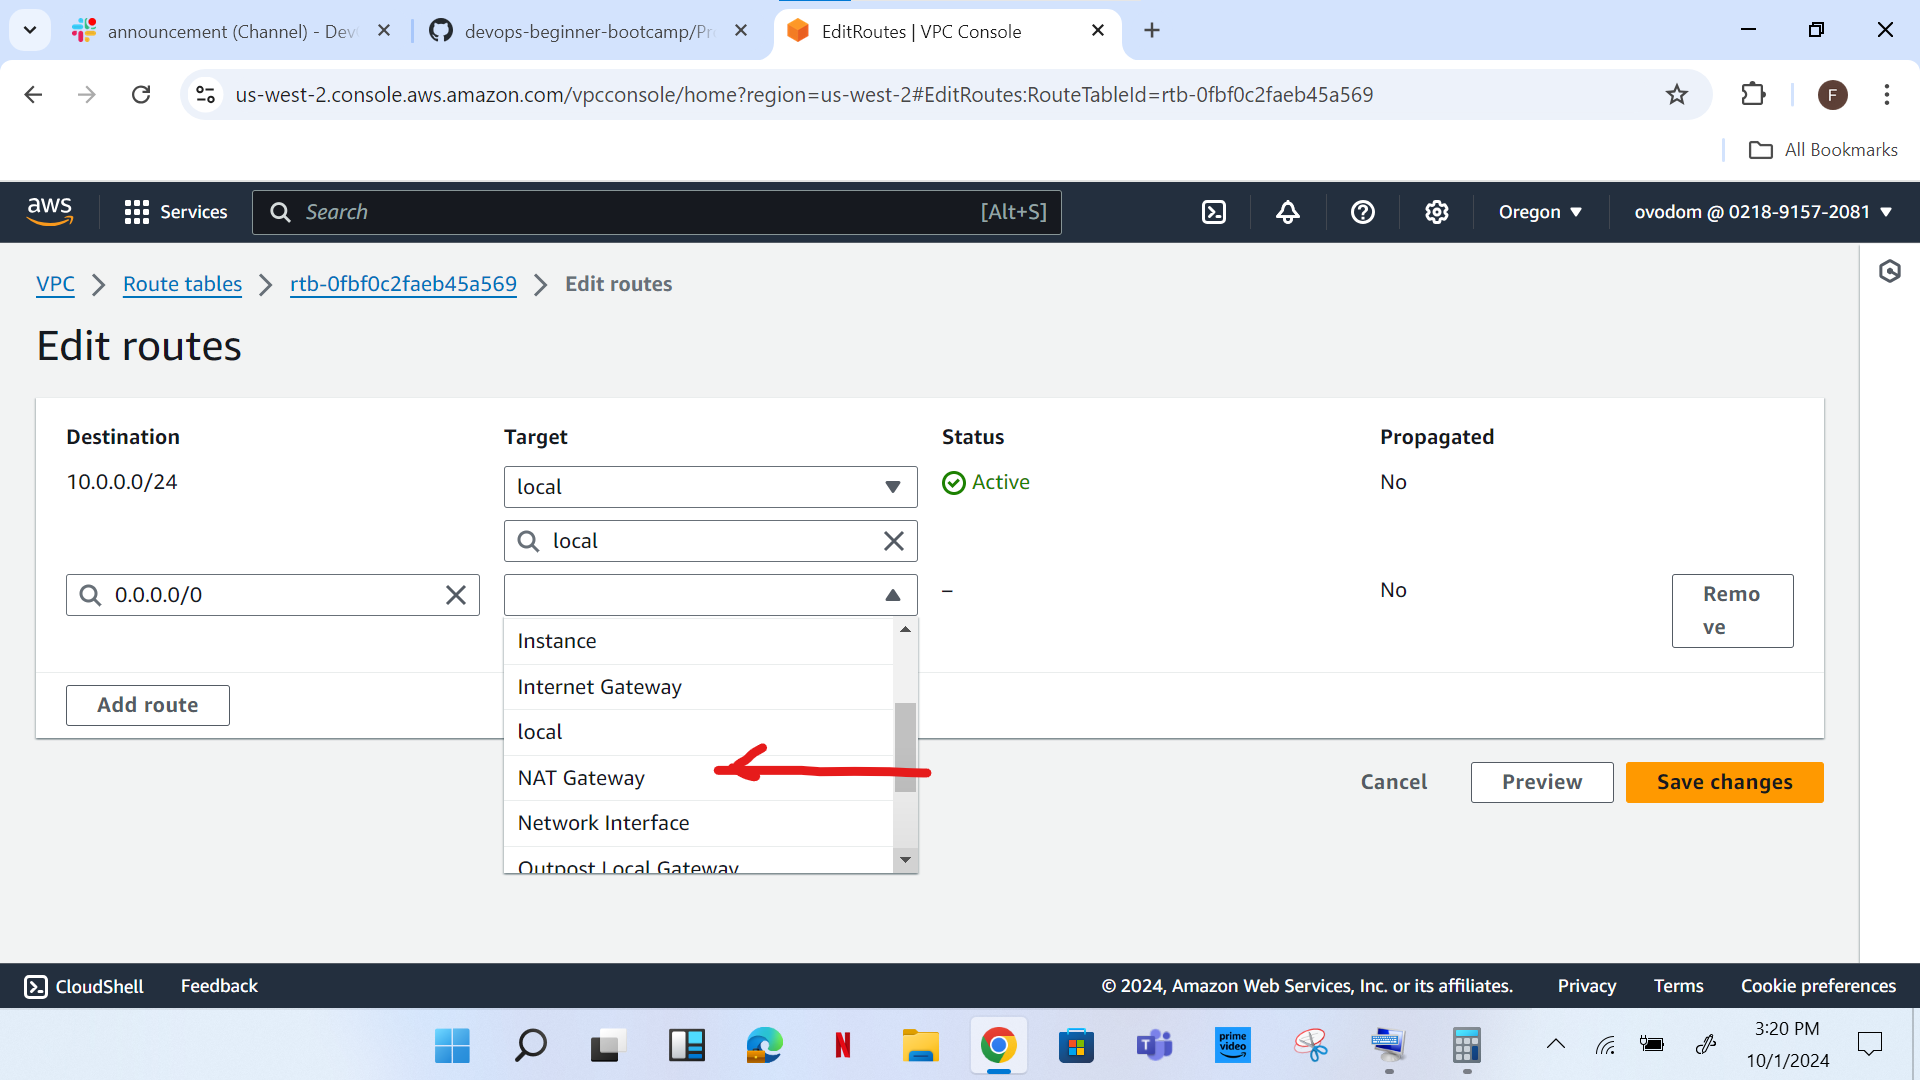 announcement (Channel) - Dev
devops-beginner-bootcamp/Pr
EditRoutes | VPC Console
us-west-2.console.aws.amazon.com/vpcconsole/home?region=us-west-2#EditRoutes:RouteTableId=rtb-0fbf0c2faeb45a569
F
All Bookmarks
aws
Services
Search
[Alt+S]
Oregon
ovodom @ 0218-9157-2081
VPC
Route tables
rtb-0fbf0c2faeb45a569
Edit routes
Edit routes
Destination
Target
Status
Propagated
10.0.0.0/24
local
Active
No
local
0.0.0.0/0
–
No
Remo
ve
Instance
Internet Gateway
local
NAT Gateway
Network Interface
Outpost Local Gateway
Add route
Cancel
Preview
Save changes
CloudShell
Feedback
© 2024, Amazon Web Services, Inc. or its affiliates.
Privacy
Terms
Cookie preferences
N
T
prime
video
3:20 PM
10/1/2024